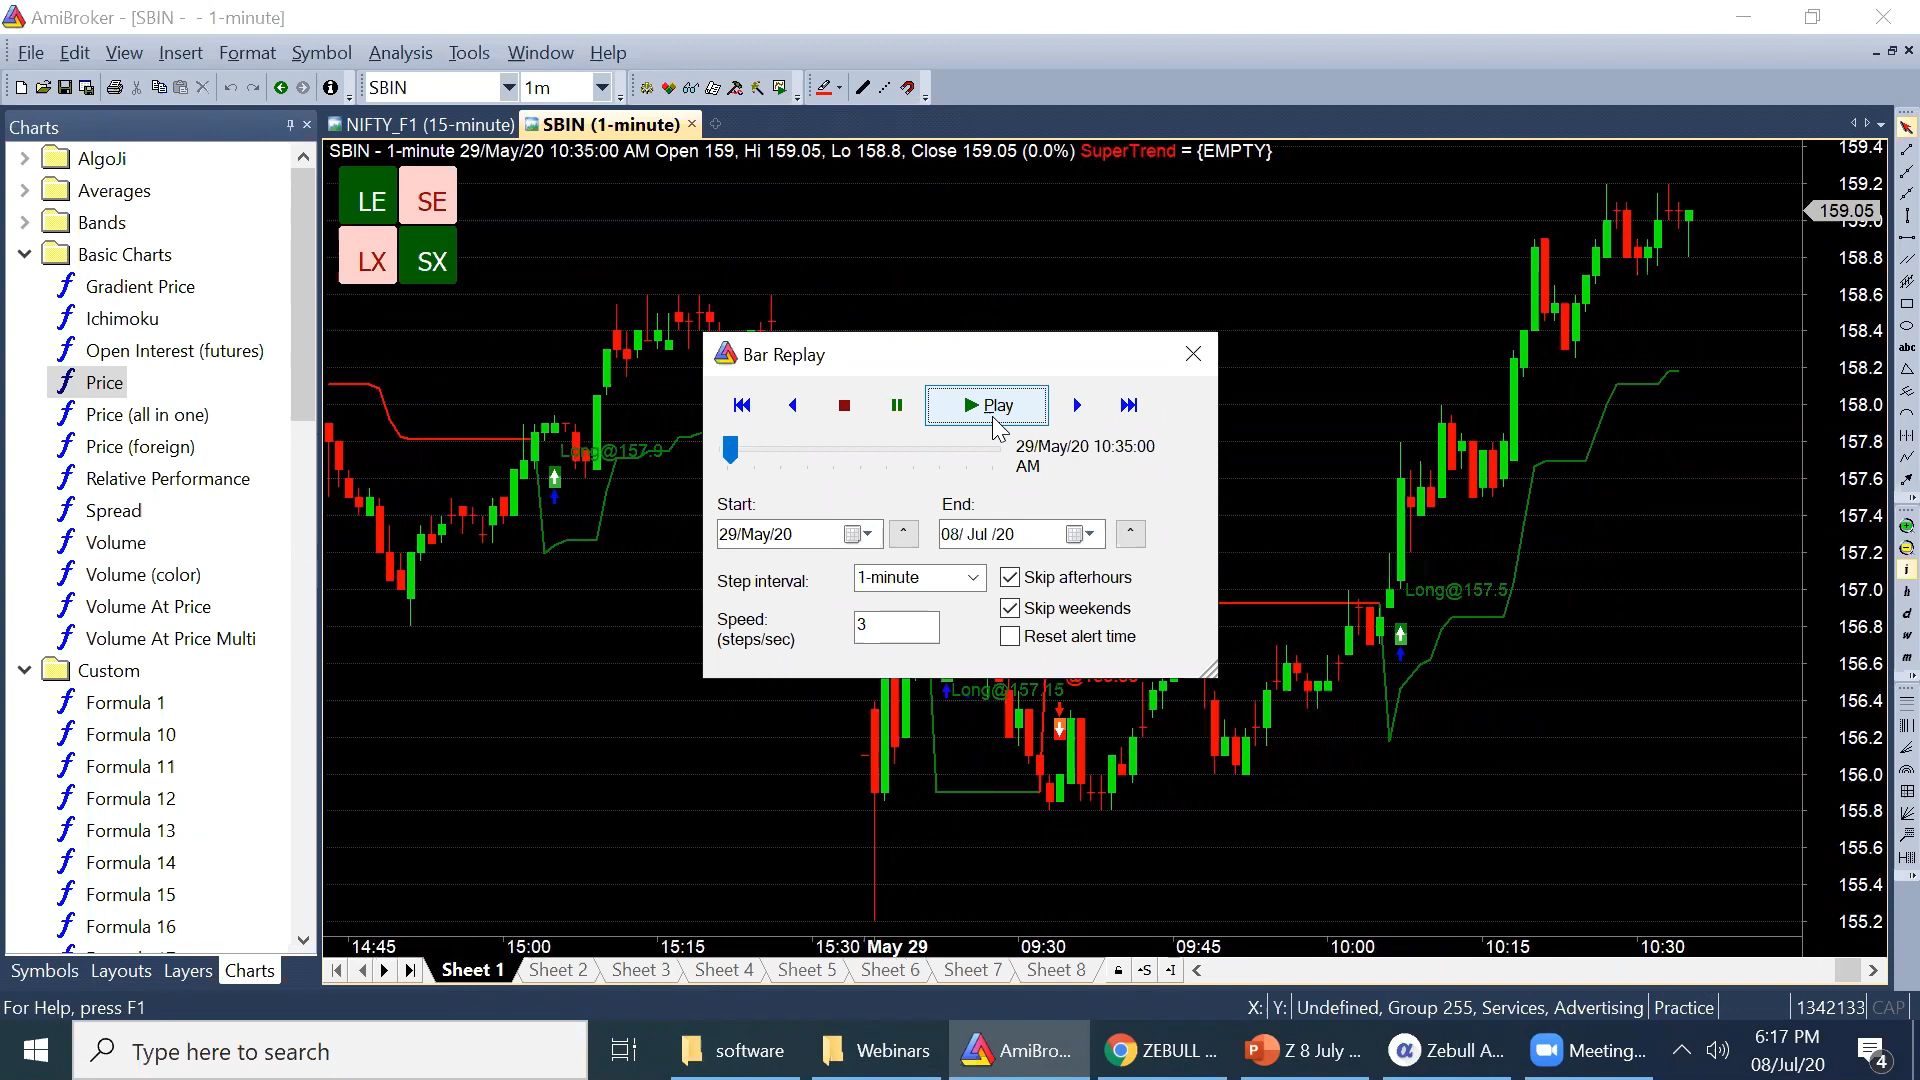 AmiBroker - [SBIN - - 1-minute]
File Edit View Insert Format Symbol Analysis Tools Window Help
SBIN 1m
Charts
NIFTY_F1 (15-minute) SBIN (1-minute)
SBIN - 1-minute 29/May/20 10:35:00 AM Open 159, Hi 159.05, Lo 158.8, Close 159.05 (0.0%) SuperTrend = {EMPTY}
AlgoJi
Averages
Bands
Basic Charts
Gradient Price
Ichimoku
Open Interest (futures)
Price
Price (all in one)
Price (foreign)
Relative Performance
Spread
Volume
Volume (color)
Volume At Price
Volume At Price Multi
Custom
Formula 1
Formula 10
Formula 11
Formula 12
Formula 13
Formula 14
Formula 15
Formula 16
LE SE
LX SX
Long@157.9
Long@157.15
Long@157.5
Bar Replay
Play
29/May/20 10:35:00
AM
Start: End:
29/May/20 08/ Jul /20
Step interval: 1-minute Skip afterhours
Skip weekends
Speed: 3
(steps/sec) Reset alert time
159.4
159.2
159.05
159.0
158.8
158.6
158.4
158.2
158.0
157.8
157.6
157.4
157.2
157.0
156.8
156.6
156.4
156.2
156.0
155.8
155.6
155.4
155.2
abc
i
h
d
w
m
14:45 15:00 15:15 15:30 May 29 09:30 09:45 10:00 10:15 10:30
Symbols Layouts Layers Charts
Sheet 1 Sheet 2 Sheet 3 Sheet 4 Sheet 5 Sheet 6 Sheet 7 Sheet 8
For Help, press F1
X: Y: Undefined, Group 255, Services, Advertising Practice 1342133 CAP
Type here to search
software Webinars AmiBro... ZEBULL ... Z 8 July ... Zebull A... Meeting...
6:17 PM
08/Jul/20
4